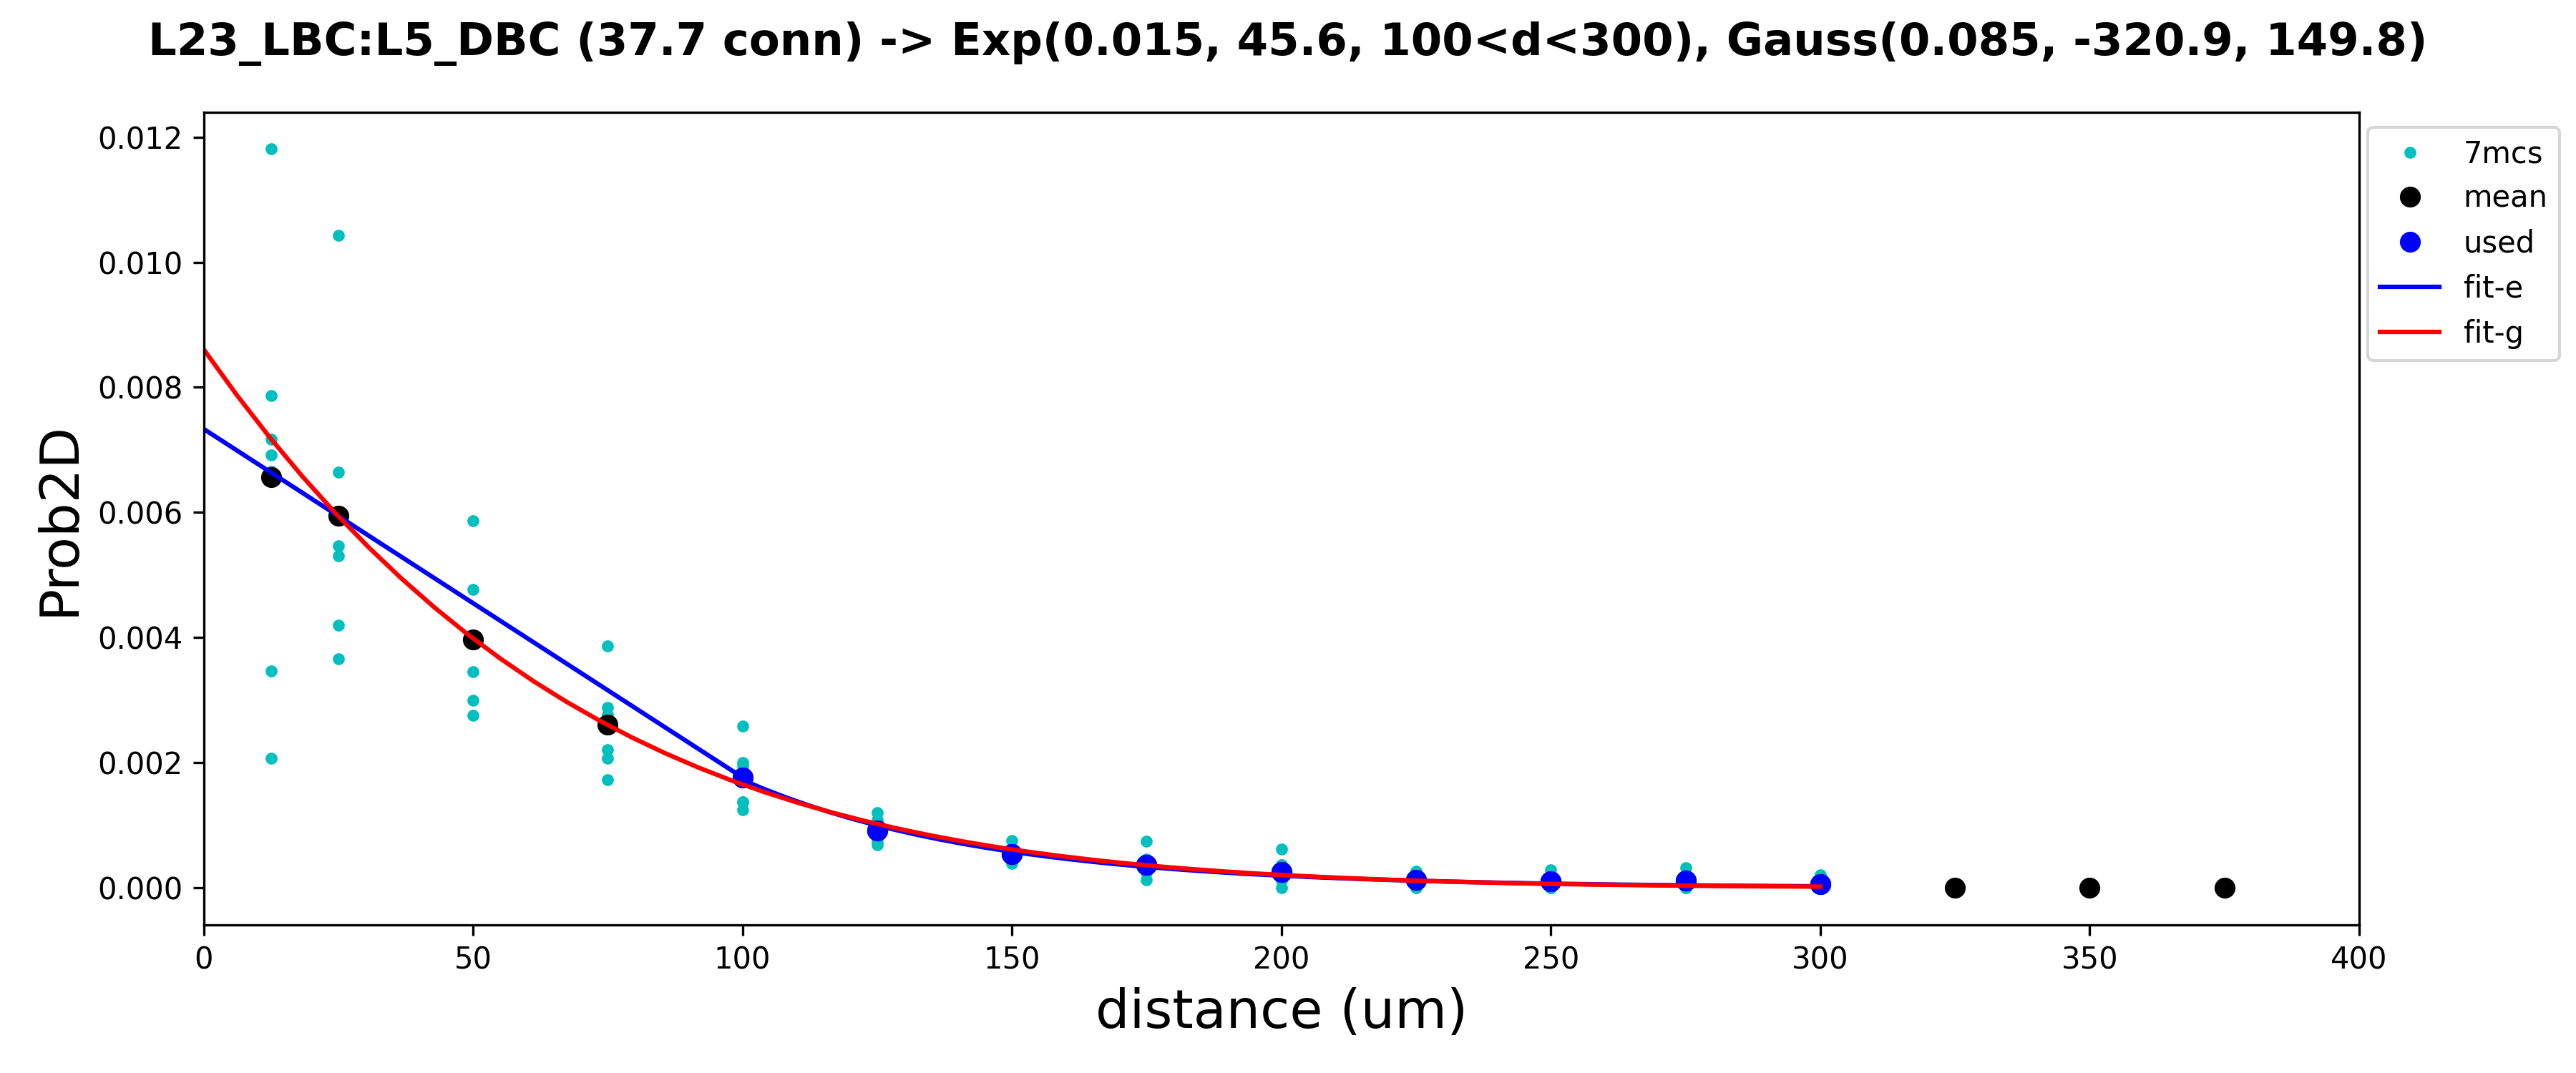 L23_LBC:L5_DBC (37.7 conn) -> Exp(0.015, 45.6, 100<d<300), Gauss(0.085, -320.9, 149.8)
0.012
0.010
0.008
0.006
0.004
0.002
0.000
Prob2D
0 50 100 150 200 250 300 350 400
distance (um)
7mcs
mean
used
fit-e
fit-g